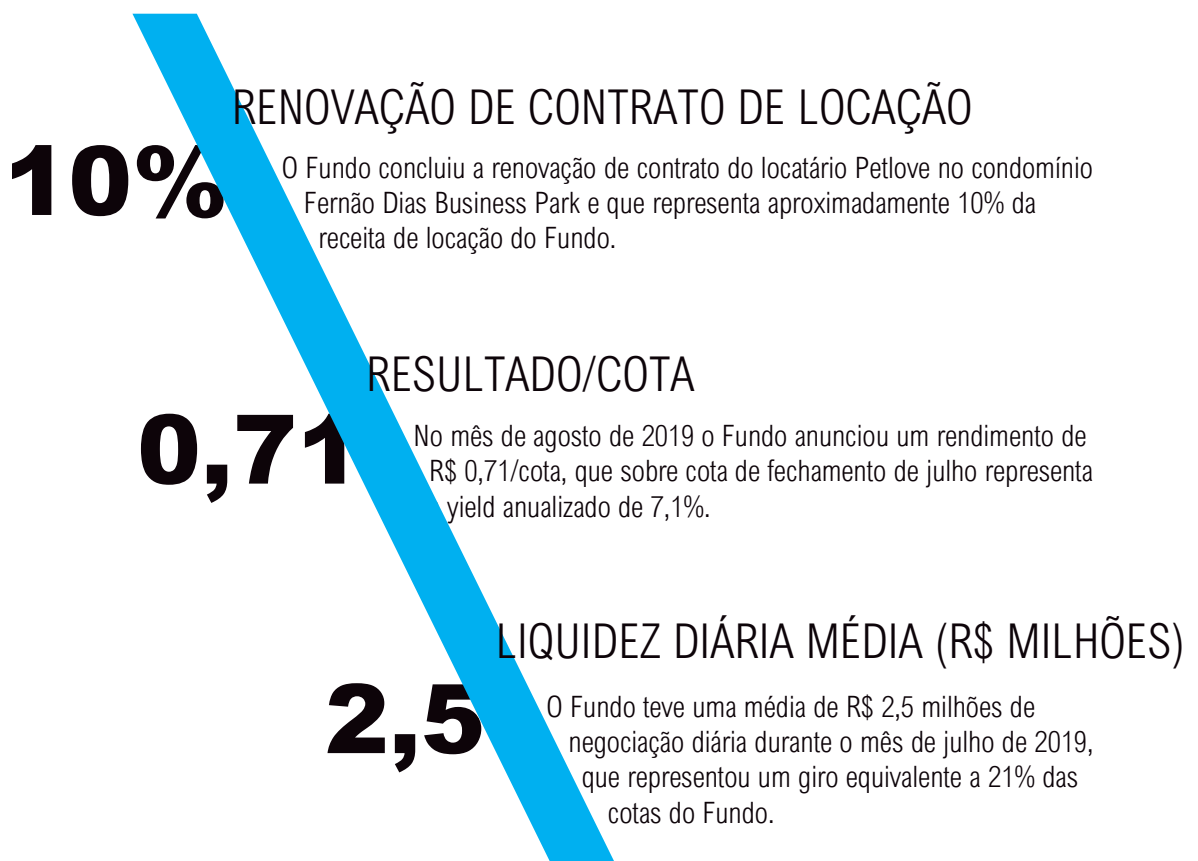 RENOVAÇÃO DE CONTRATO DE LOCAÇÃO
10%
O Fundo concluiu a renovação de contrato do locatário Petlove no condomínio
Fernão Dias Business Park e que representa aproximadamente 10% da
receita de locação do Fundo.
RESULTADO/COTA
0,71
No mês de agosto de 2019 o Fundo anunciou um rendimento de
R$ 0,71/cota, que sobre cota de fechamento de julho representa
yield anualizado de 7,1%.
LIQUIDEZ DIÁRIA MÉDIA (R$ MILHÕES)
2,5
O Fundo teve uma média de R$ 2,5 milhões de
negociação diária durante o mês de julho de 2019,
que representou um giro equivalente a 21% das
cotas do Fundo.